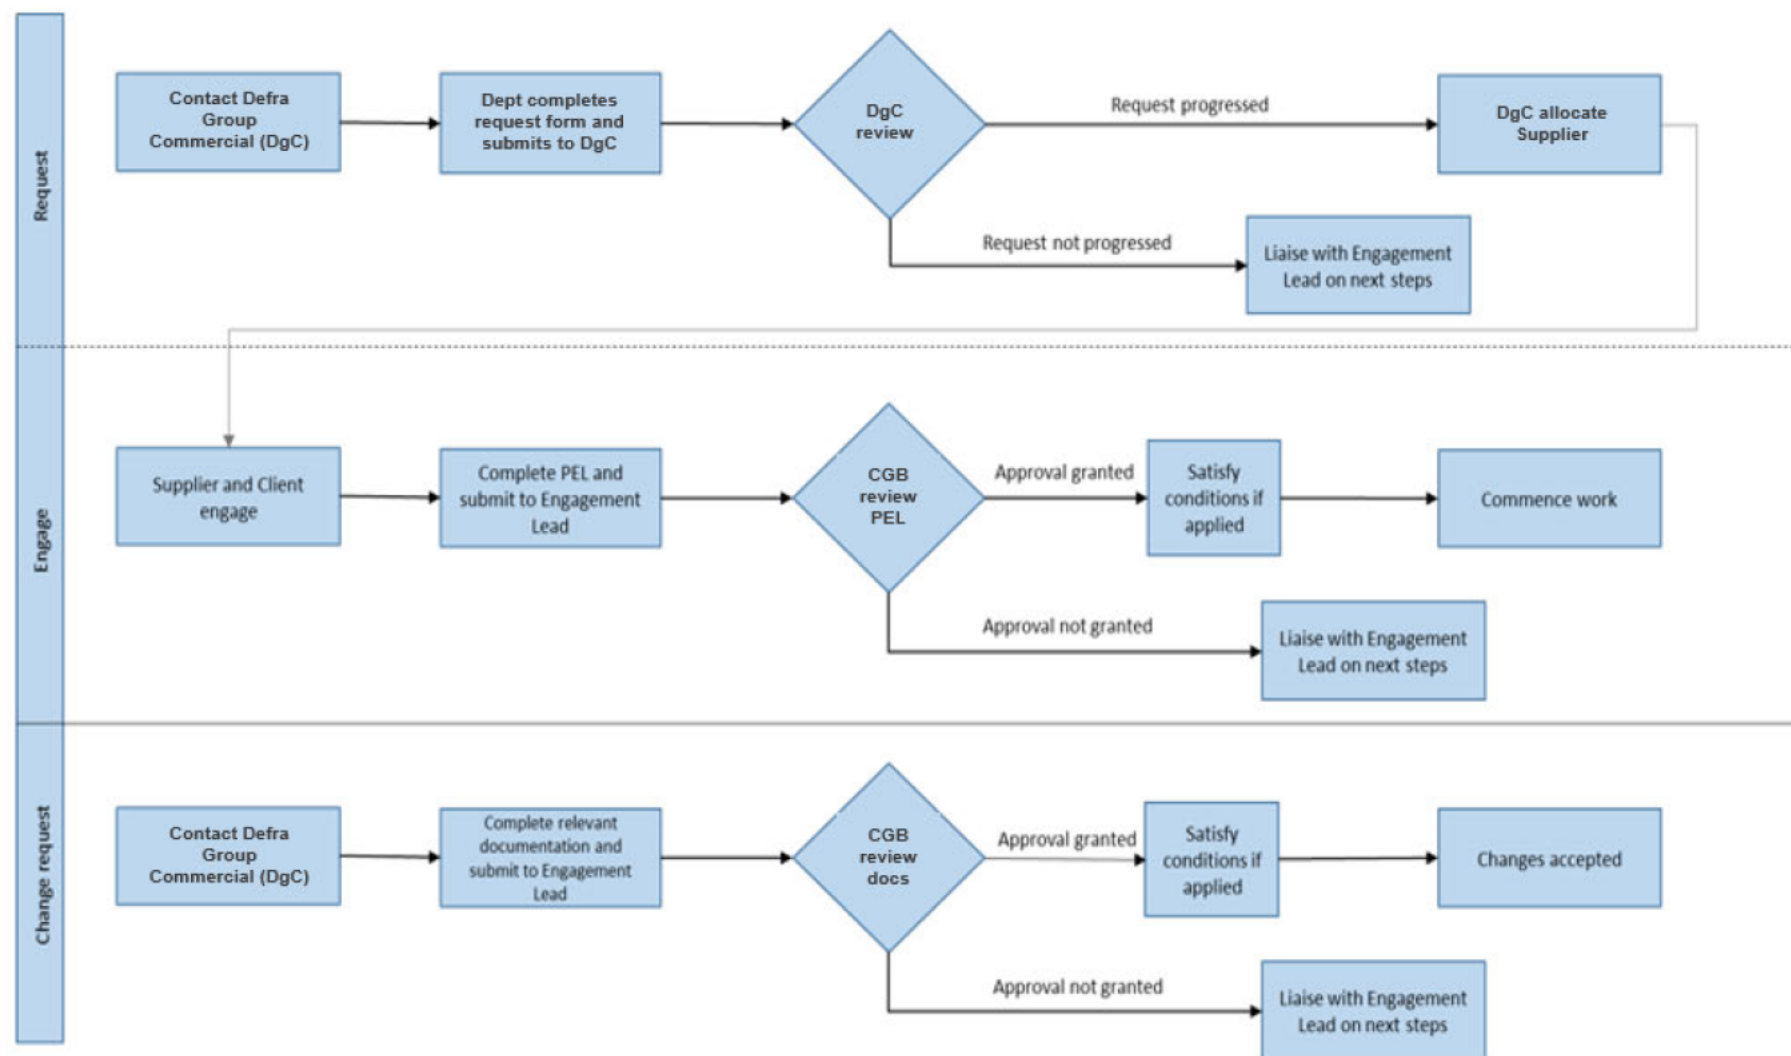 Request
Contact Defra
Group
Commercial (DgC)
Dept completes
request form and
submits to DgC
DgC
review
Request progressed
DgC allocate
Supplier
Request not progressed
Liaise with Engagement
Lead on next steps
Engage
Supplier and Client
engage
Complete PEL and
submit to Engagement
Lead
CGB
review
PEL
Approval granted
Satisfy
conditions if
applied
Commence work
Approval not granted
Liaise with Engagement
Lead on next steps
Change request
Contact Defra
Group
Commercial (DgC)
Complete relevant
documentation and
submit to Engagement
Lead
CGB
review
docs
Approval granted
Satisfy
conditions if
applied
Changes accepted
Approval not granted
Liaise with Engagement
Lead on next steps